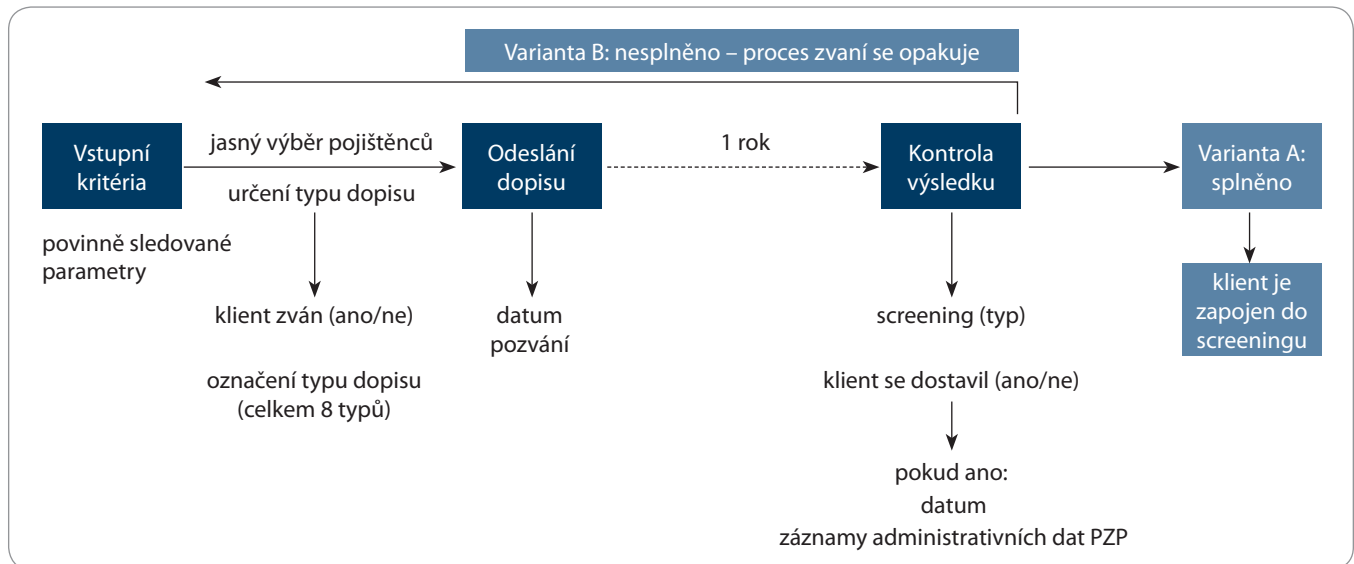 Varianta B: nesplněno – proces zvaní se opakuje
Vstupní
kritéria
jasný výběr pojištěnců
určení typu dopisu
Odeslání
dopisu
1 rok
Kontrola
výsledku
Varianta A:
splněno
povinně sledované
parametry
klient zván (ano/ne)
označení typu dopisu
(celkem 8 typů)
datum
pozvání
screening (typ)
klient se dostavil (ano/ne)
pokud ano:
datum
záznamy administrativních dat PZP
klient je
zapojen do
screeningu